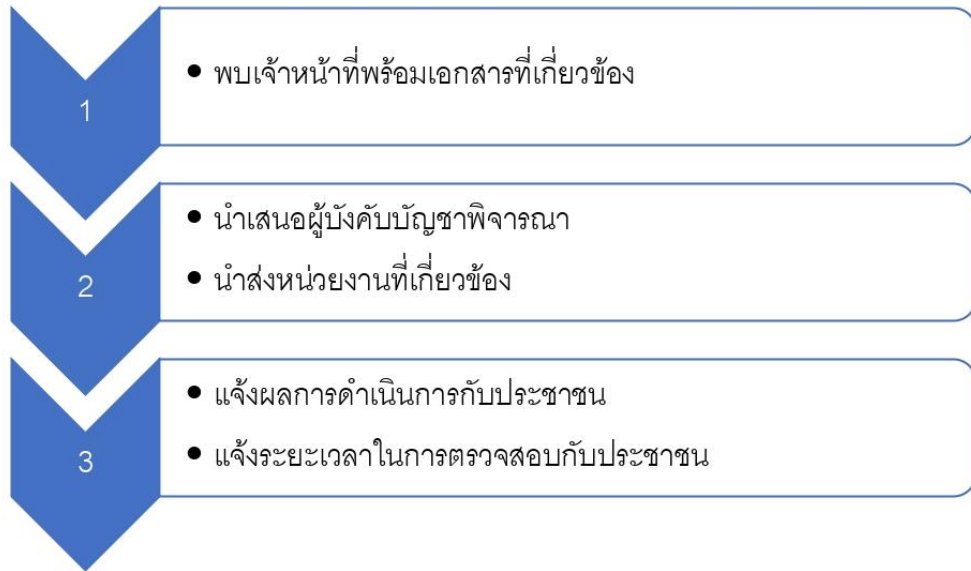 1
• พบเจ้าหน้าที่พร้อมเอกสารที่เกี่ยวข้อง
2
• นำเสนอผู้บังคับบัญชาพิจารณา
• นำส่งหน่วยงานที่เกี่ยวข้อง
3
• แจ้งผลการดำเนินการกับประชาชน
• แจ้งระยะเวลาในการตรวจสอบกับประชาชน